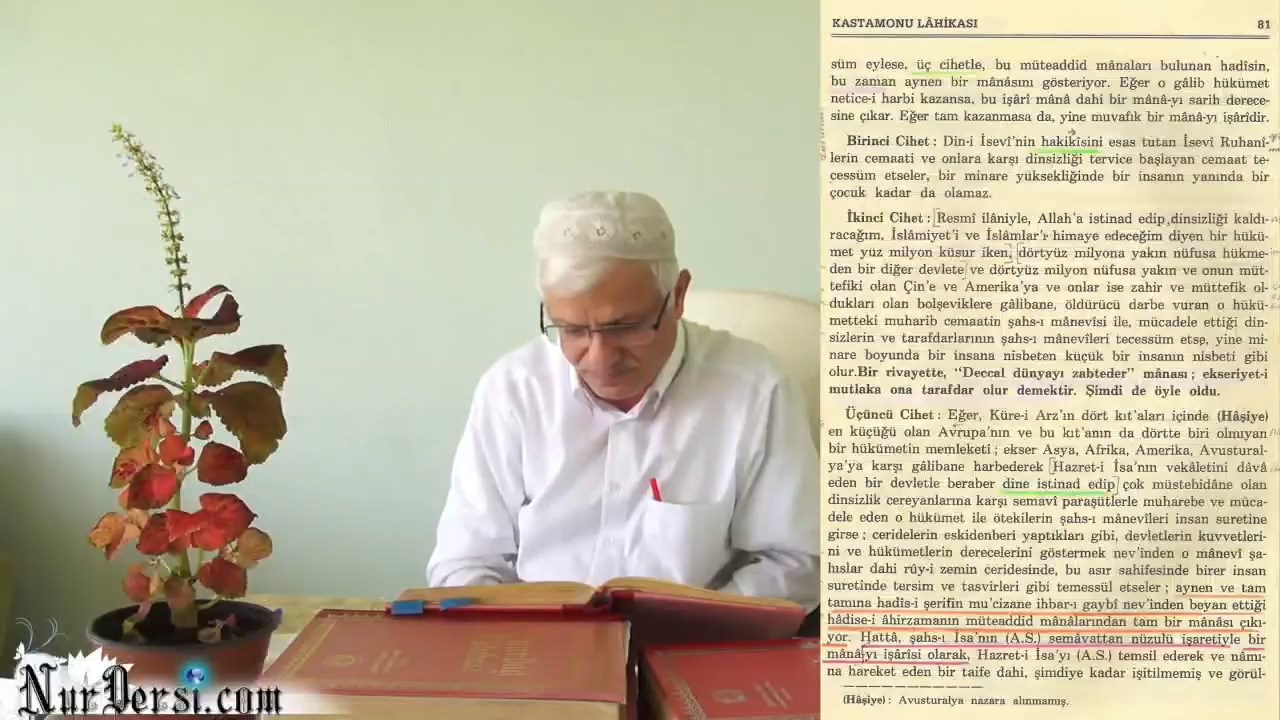 KASTAMONU LÂHİKASI 81
süm eylese, üç cihetle, bu müteaddid mânaları bulunan hadîsin,
bu zaman aynen bir mânâsını gösteriyor. Eğer o gâlib hükümet
netice-i harbi kazansa, bu işârî mânâ dahi bir mânâ-yı sarih derece-
sine çıkar. Eğer tam kazanmasa da, yine muvafık bir mânâ-yı işârîdir.
Birinci Cihet : Din-i İsevî'nin hakikîsini esas tutan İsevî Ruhanî-
lerin cemaati ve onlara karşı dinsizliği tervice başlayan cemaat te-
cessüm etseler, bir minare yüksekliğinde bir insanın yanında bir
çocuk kadar da olamaz.
İkinci Cihet : Resmî ilâniyle, Allah'a istinad edip dinsizliği kaldı-
racağım, İslâmiyet'i ve İslâmlar'ı himaye edeceğim diyen bir hükü-
met yüz milyon küsur iken, dörtyüz milyona yakın nüfusa hükme-
den bir diğer devlete ve dörtyüz milyon nüfusa yakın ve onun müt-
tefiki olan Çin'e ve Amerika'ya ve onlar ise zahir ve müttefik ol-
dukları olan bolşeviklere gâlibane, öldürücü darbe vuran o hükü-
metteki muharib cemaatin şahs-ı mânevîsi ile, mücadele ettiği din-
sizlerin ve tarafdarlarının şahs-ı mânevîleri tecessüm etse, yine mi-
nare boyunda bir insana nisbeten küçük bir insanın nisbeti gibi
olur.Bir rivayette, "Deccal dünyayı zabteder" mânası ; ekseriyet-i
mutlaka ona tarafdar olur demektir. Şimdi de öyle oldu.
Üçüncü Cihet : Eğer, Küre-i Arz'ın dört kıt'aları içinde (Hâşiye)
en küçüğü olan Avrupa'nın ve bu kıt'anın da dörtte biri olmıyan
bir hükümetin memleketi ; ekser Asya, Afrika, Amerika, Avustural-
ya'ya karşı gâlibane harbederek Hazret-i İsa'nın vekâletini dâvâ
eden bir devletle beraber dine istinad edip çok müstebidâne olan
dinsizlik cereyanlarına karşı semavî paraşütlerle muharebe ve müca-
dele eden o hükümet ile ötekilerin şahs-ı mânevîleri insan suretine
girse ; ceridelerin eskidenberi yaptıkları gibi, devletlerin kuvvetleri-
ni ve hükümetlerin derecelerini göstermek nev'inden o mânevî şa-
hıslar dahi rûy-i zemin ceridesinde, bu asır sahifesinde birer insan
suretinde tersim ve tasvirleri gibi temessül etseler ; aynen ve tam
tamına hadis-i şerifin mu'cizane ihbar-ı gaybî nev'inden beyan ettiği
hâdise-i âhirzamanın müteaddid mânâlarından tam bir mânâsı çıkı-
yor. Hattâ, şahs-ı İsa'nın (A.S.) semâvattan nüzulü işaretiyle bir
mânâ-yı işârîsi olarak, Hazret-i İsa'yı (A.S.) temsil ederek ve nâmı-
na hareket eden bir taife dahi, şimdiye kadar işitilmemiş ve görül-
(Hâşiye) : Avusturalya nazara alınmamış.
NurDersi.com